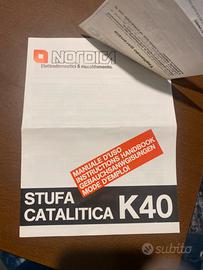 NORDICA
Elettrodomestici & riscaldamento
MANUALE D'USO
INSTRUCTIONS HANDBOOK
GEBRAUCHSANWEISUNGEN
MODE D'EMPLOI
STUFA
CATALITICA K40
subito